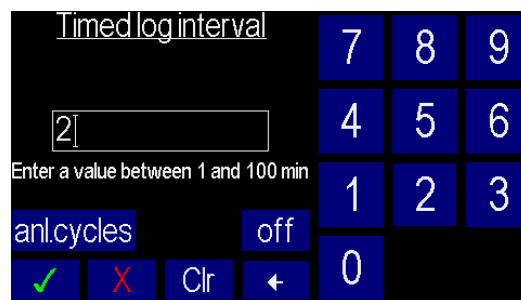 Timed log interval
7 8 9
2
4 5 6
Enter a value between 1 and 100 min
1 2 3
anl.cycles off
✓ X Clr ←
0